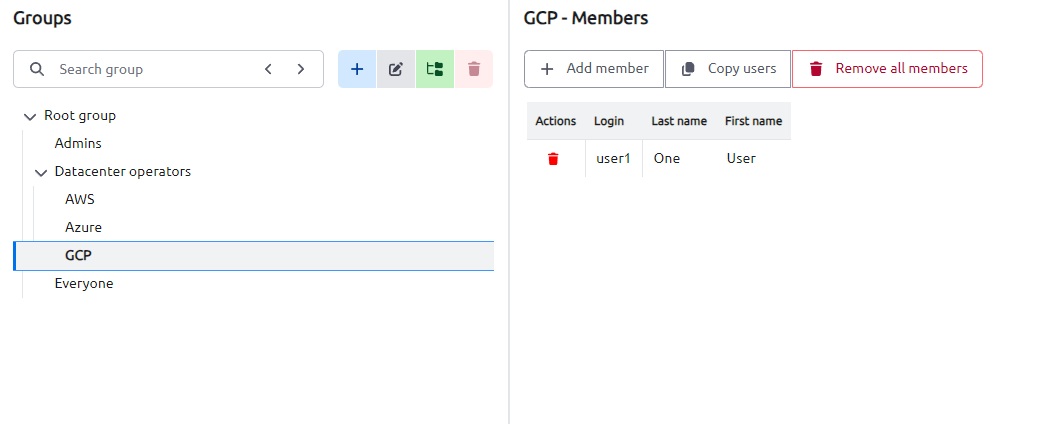 Groups
Search group
Root group
Admins
Datacenter operators
AWS
Azure
GCP
Everyone
GCP - Members
Add member Copy users Remove all members
Actions Login Last name First name
user1 One User